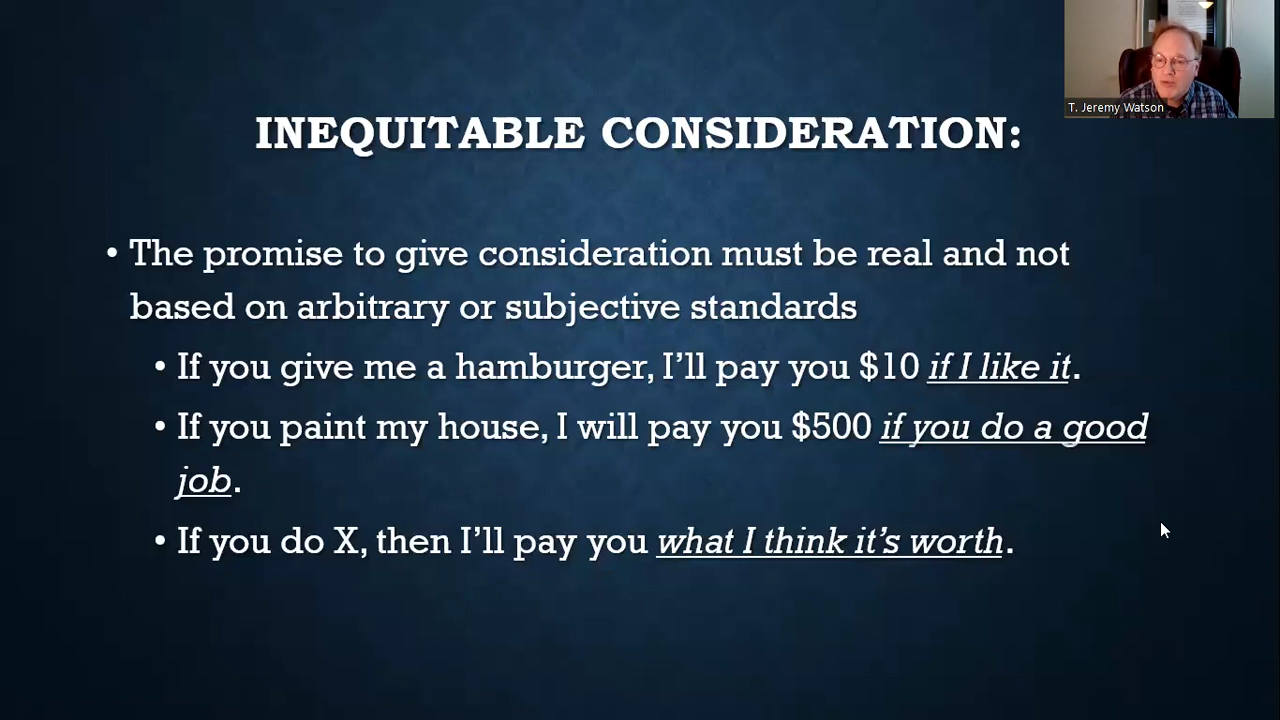 T. Jeremy Watson
INEQUITABLE CONSIDERATION:
• The promise to give consideration must be real and not
based on arbitrary or subjective standards
• If you give me a hamburger, I’ll pay you $10 if I like it.
• If you paint my house, I will pay you $500 if you do a good
job.
• If you do X, then I’ll pay you what I think it’s worth.